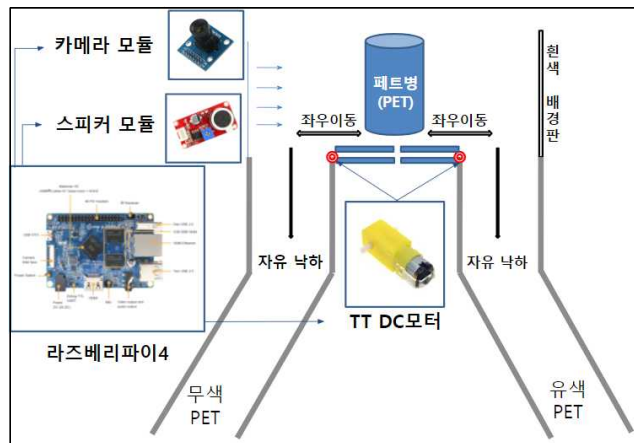 카메라 모듈
스피커 모듈
페트병
(PET)
좌우이동
좌우이동
흰색 배경판
자유 낙하
자유 낙하
TT DC모터
라즈베리파이4
무색
PET
유색
PET